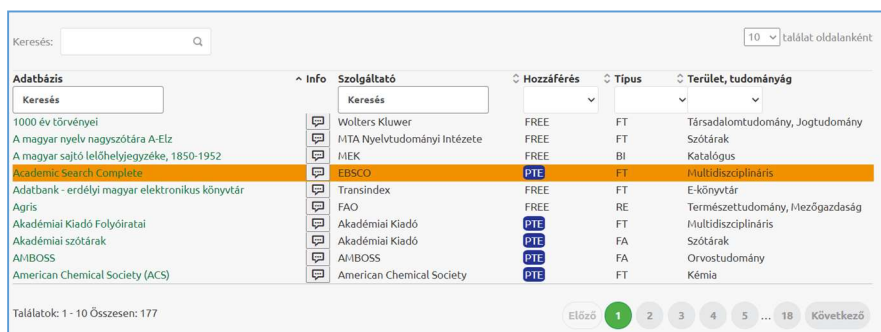 Keresés:
10 találat oldalanként
Adatbázis Info Szolgáltató Hozzáférés Típus Terület, tudományág
Keresés Keresés
1000 év törvényei Wolters Kluwer FREE FT Társadalomtudomány, Jogtudomány
A magyar nyelv nagyszótára A-Elz MTA Nyelvtudományi Intézete FREE FT Szótárak
A magyar sajtó lelőhelyjegyzéke, 1850-1952 MEK FREE BI Katalógus
Academic Search Complete EBSCO PTE FT Multidiszciplináris
Adatbank - erdélyi magyar elektronikus könyvtár Transindex FREE FT E-könyvtár
Agris FAO FREE RE Természettudomány, Mezőgazdaság
Akadémiai Kiadó Folyóiratai Akadémiai Kiadó PTE FT Multidiszciplináris
Akadémiai szótárak Akadémiai Kiadó PTE FA Szótárak
AMBOSS AMBOSS PTE FA Orvostudomány
American Chemical Society (ACS) American Chemical Society PTE FT Kémia
Találatok: 1 - 10 Összesen: 177
Előző 1 2 3 4 5 ... 18 Következő